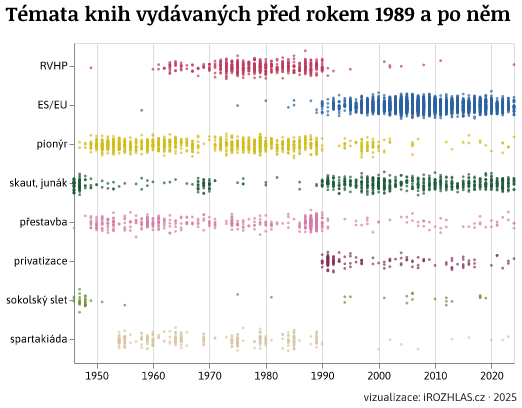 Témata knih vydávaných před rokem 1989 a po něm
RVHP
ES/EU
pionýr
skaut, junák
přestavba
privatizace
sokolský slet
spartakiáda
1950 1960 1970 1980 1990 2000 2010 2020
vizualizace: iROZHLAS.cz · 2025